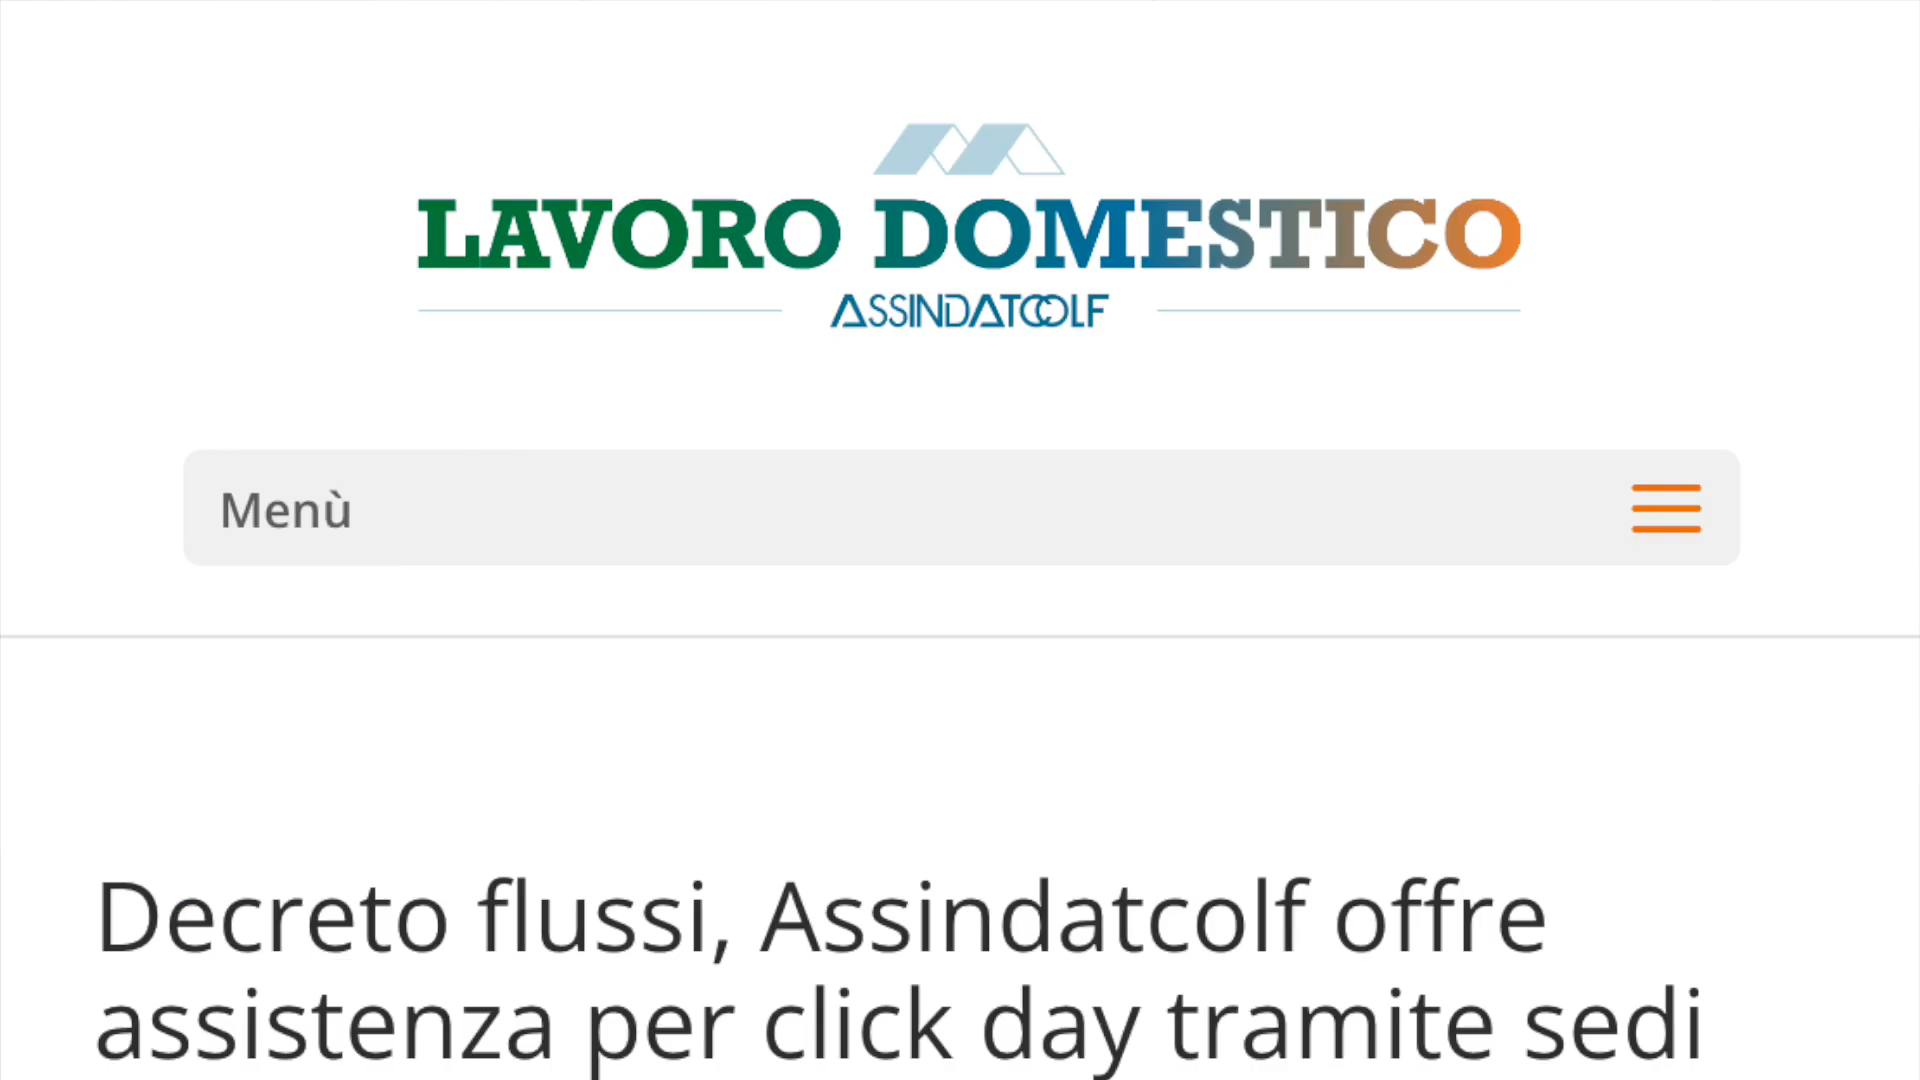 LAVORO DOMESTICO
ASSINDATCOLF
Menù
Decreto flussi, Assindatcolf offre
assistenza per click day tramite sedi